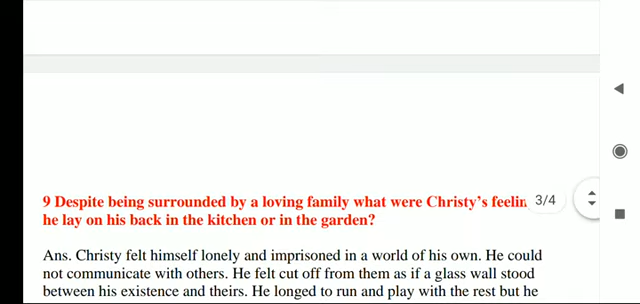 9 Despite being surrounded by a loving family what were Christy's feelin
3/4
he lay on his back in the kitchen or in the garden?
Ans. Christy felt himself lonely and imprisoned in a world of his own. He could
not communicate with others. He felt cut off from them as if a glass wall stood
between his existence and theirs. He longed to run and play with the rest but he